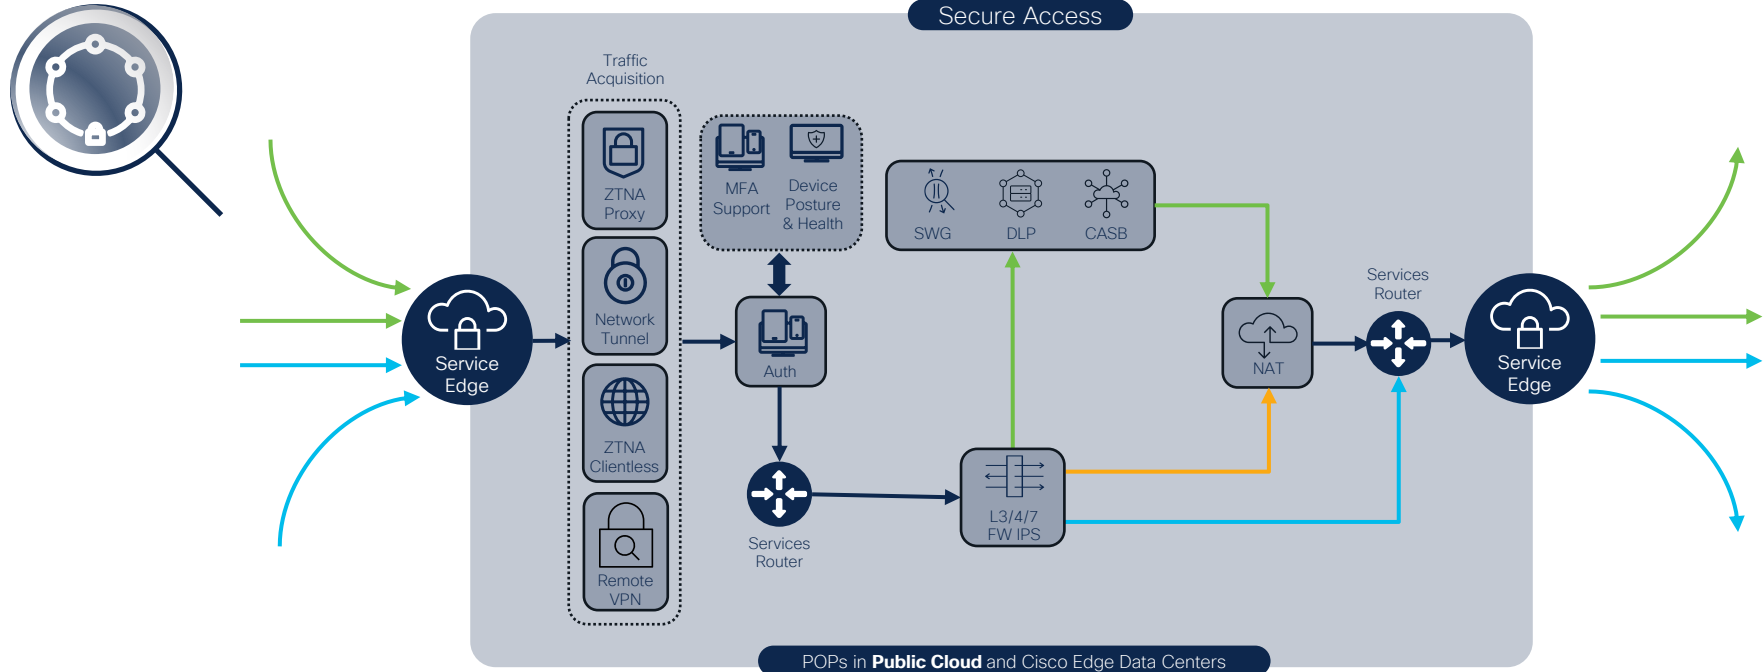 Secure Access
Traffic
Acquisition
ZTNA
Proxy
Network
Tunnel
ZTNA
Clientless
Remote
VPN
MFA
Support
Device
Posture
& Health
Auth
Services
Router
SWG
DLP
CASB
L3/4/7
FW IPS
NAT
Services
Router
Service
Edge
Service
Edge
POPs in Public Cloud and Cisco Edge Data Centers